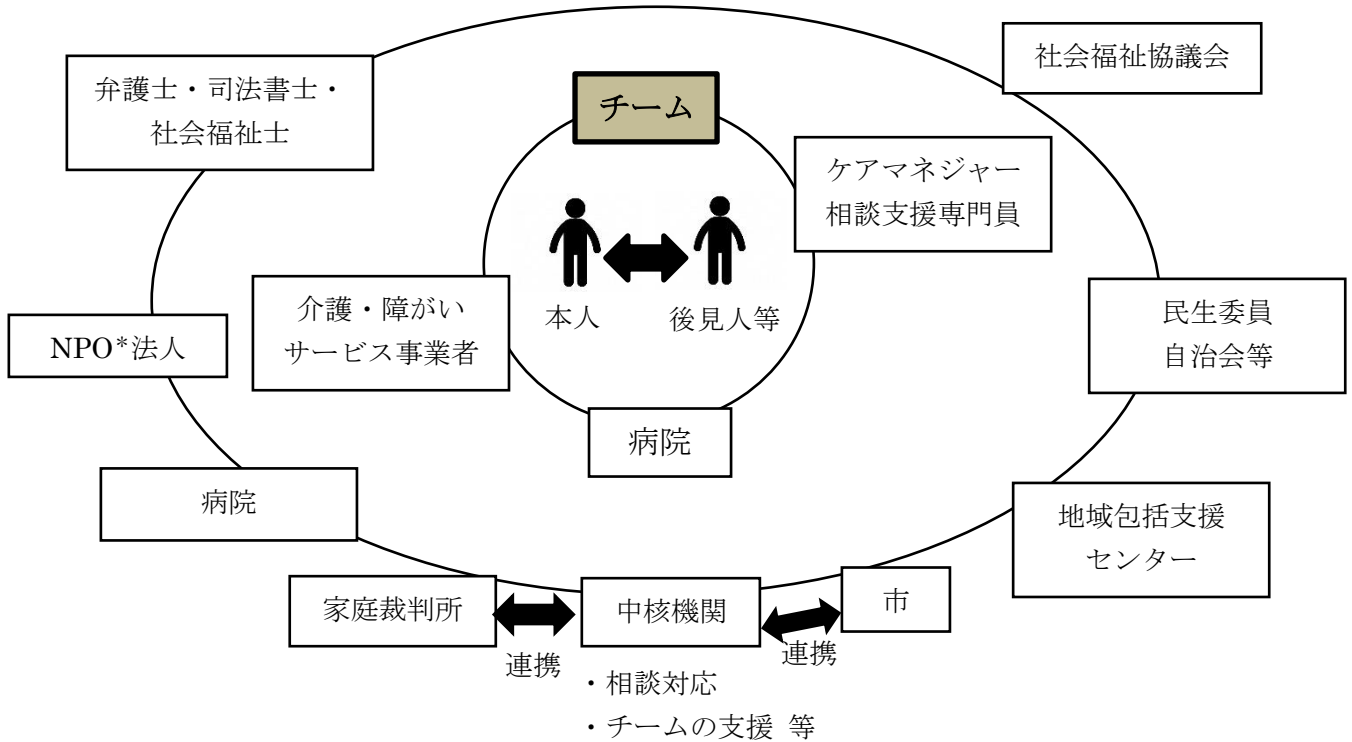 社会福祉協議会
弁護士・司法書士・
社会福祉士
チーム
ケアマネジャー
相談支援専門員
本人
後見人等
介護・障がい
サービス事業者
民生委員
自治会等
NPO*法人
病院
病院
地域包括支援
センター
家庭裁判所
中核機関
市
連携
連携
・相談対応
・チームの支援 等